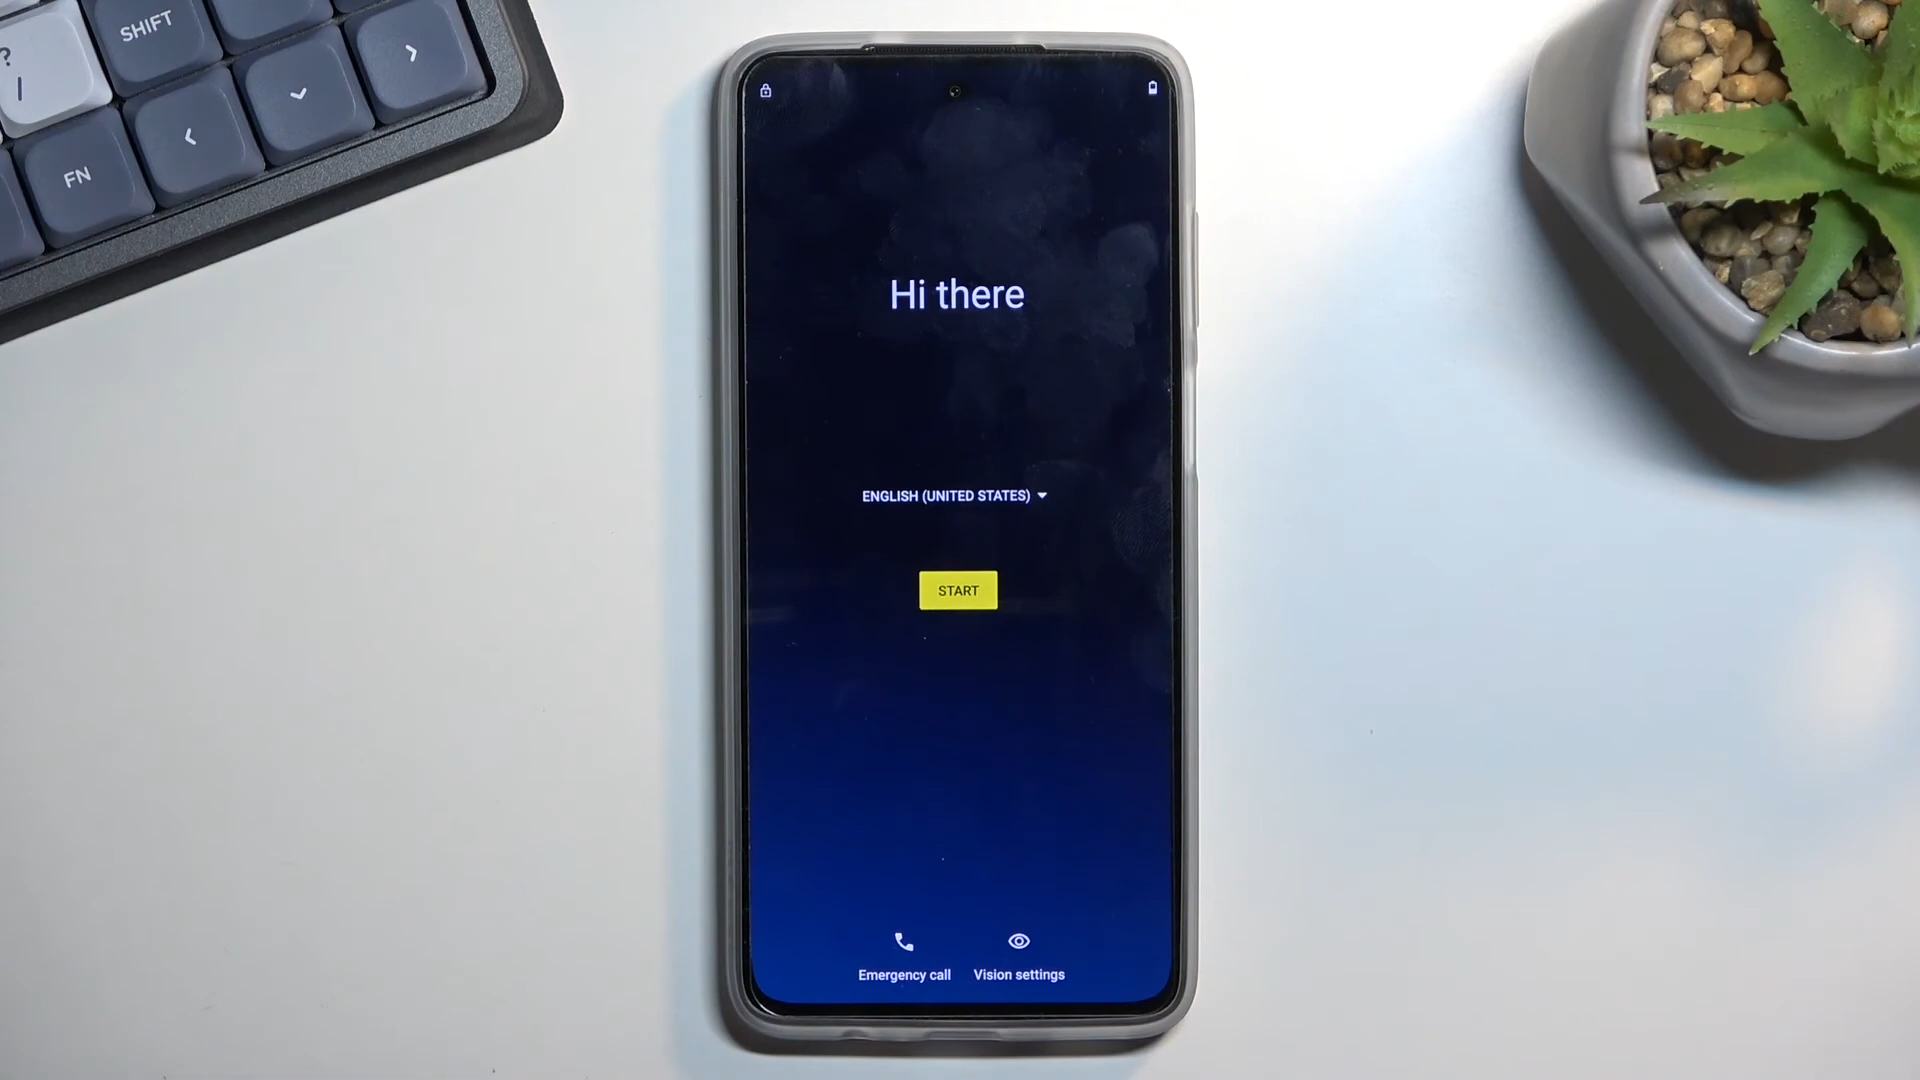 SHIFT
?
/
FN
Hi there
ENGLISH (UNITED STATES)
START
Emergency call
Vision settings